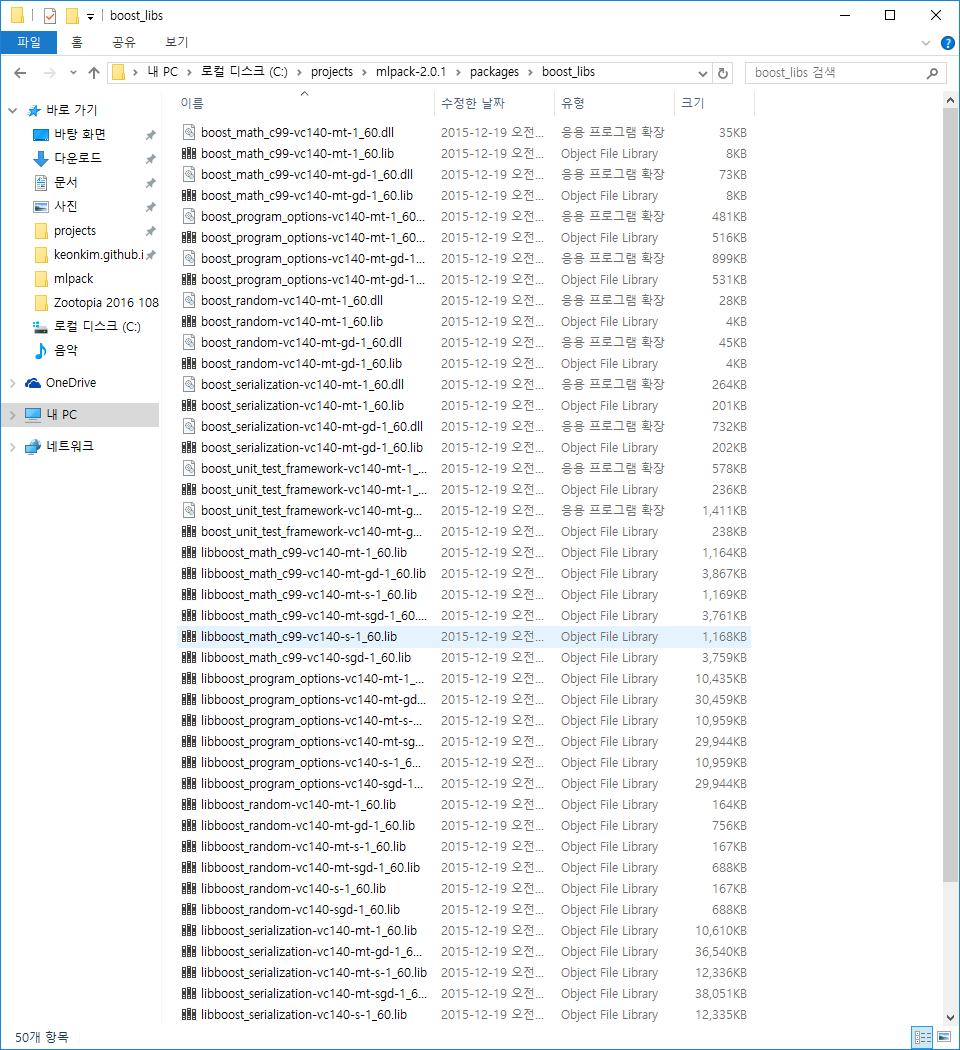 boost_libs
파일 홈 공유 보기
내 PC > 로컬 디스크 (C:) > projects > mlpack-2.0.1 > packages > boost_libs
boost_libs 검색
바로 가기
바탕 화면
다운로드
문서
사진
projects
keonkim.github.i
mlpack
Zootopia 2016 108
로컬 디스크 (C:)
음악
OneDrive
내 PC
네트워크
이름 수정한 날짜 유형 크기
boost_math_c99-vc140-mt-1_60.dll 2015-12-19 오전... 응용 프로그램 확장 35KB
boost_math_c99-vc140-mt-1_60.lib 2015-12-19 오전... Object File Library 8KB
boost_math_c99-vc140-mt-gd-1_60.dll 2015-12-19 오전... 응용 프로그램 확장 73KB
boost_math_c99-vc140-mt-gd-1_60.lib 2015-12-19 오전... Object File Library 8KB
boost_program_options-vc140-mt-1_60... 2015-12-19 오전... 응용 프로그램 확장 481KB
boost_program_options-vc140-mt-1_60... 2015-12-19 오전... Object File Library 516KB
boost_program_options-vc140-mt-gd-1... 2015-12-19 오전... 응용 프로그램 확장 899KB
boost_program_options-vc140-mt-gd-1... 2015-12-19 오전... Object File Library 531KB
boost_random-vc140-mt-1_60.dll 2015-12-19 오전... 응용 프로그램 확장 28KB
boost_random-vc140-mt-1_60.lib 2015-12-19 오전... Object File Library 4KB
boost_random-vc140-mt-gd-1_60.dll 2015-12-19 오전... 응용 프로그램 확장 45KB
boost_random-vc140-mt-gd-1_60.lib 2015-12-19 오전... Object File Library 4KB
boost_serialization-vc140-mt-1_60.dll 2015-12-19 오전... 응용 프로그램 확장 264KB
boost_serialization-vc140-mt-1_60.lib 2015-12-19 오전... Object File Library 201KB
boost_serialization-vc140-mt-gd-1_60.dll 2015-12-19 오전... 응용 프로그램 확장 732KB
boost_serialization-vc140-mt-gd-1_60.lib 2015-12-19 오전... Object File Library 202KB
boost_unit_test_framework-vc140-mt-1_... 2015-12-19 오전... 응용 프로그램 확장 578KB
boost_unit_test_framework-vc140-mt-1_... 2015-12-19 오전... Object File Library 236KB
boost_unit_test_framework-vc140-mt-g... 2015-12-19 오전... 응용 프로그램 확장 1,411KB
boost_unit_test_framework-vc140-mt-g... 2015-12-19 오전... Object File Library 238KB
libboost_math_c99-vc140-mt-1_60.lib 2015-12-19 오전... Object File Library 1,164KB
libboost_math_c99-vc140-mt-gd-1_60.lib 2015-12-19 오전... Object File Library 3,867KB
libboost_math_c99-vc140-mt-s-1_60.lib 2015-12-19 오전... Object File Library 1,169KB
libboost_math_c99-vc140-mt-sgd-1_60.... 2015-12-19 오전... Object File Library 3,761KB
libboost_math_c99-vc140-s-1_60.lib 2015-12-19 오전... Object File Library 1,168KB
libboost_math_c99-vc140-sgd-1_60.lib 2015-12-19 오전... Object File Library 3,759KB
libboost_program_options-vc140-mt-1_... 2015-12-19 오전... Object File Library 10,435KB
libboost_program_options-vc140-mt-gd... 2015-12-19 오전... Object File Library 30,459KB
libboost_program_options-vc140-mt-s-... 2015-12-19 오전... Object File Library 10,959KB
libboost_program_options-vc140-mt-sg... 2015-12-19 오전... Object File Library 29,944KB
libboost_program_options-vc140-s-1_6... 2015-12-19 오전... Object File Library 10,959KB
libboost_program_options-vc140-sgd-1... 2015-12-19 오전... Object File Library 29,944KB
libboost_random-vc140-mt-1_60.lib 2015-12-19 오전... Object File Library 164KB
libboost_random-vc140-mt-gd-1_60.lib 2015-12-19 오전... Object File Library 756KB
libboost_random-vc140-mt-s-1_60.lib 2015-12-19 오전... Object File Library 167KB
libboost_random-vc140-mt-sgd-1_60.lib 2015-12-19 오전... Object File Library 688KB
libboost_random-vc140-s-1_60.lib 2015-12-19 오전... Object File Library 167KB
libboost_random-vc140-sgd-1_60.lib 2015-12-19 오전... Object File Library 688KB
libboost_serialization-vc140-mt-1_60.lib 2015-12-19 오전... Object File Library 10,610KB
libboost_serialization-vc140-mt-gd-1_6... 2015-12-19 오전... Object File Library 36,540KB
libboost_serialization-vc140-mt-s-1_60.lib 2015-12-19 오전... Object File Library 12,336KB
libboost_serialization-vc140-mt-sgd-1_6... 2015-12-19 오전... Object File Library 38,051KB
libboost_serialization-vc140-s-1_60.lib 2015-12-19 오전... Object File Library 12,335KB
50개 항목